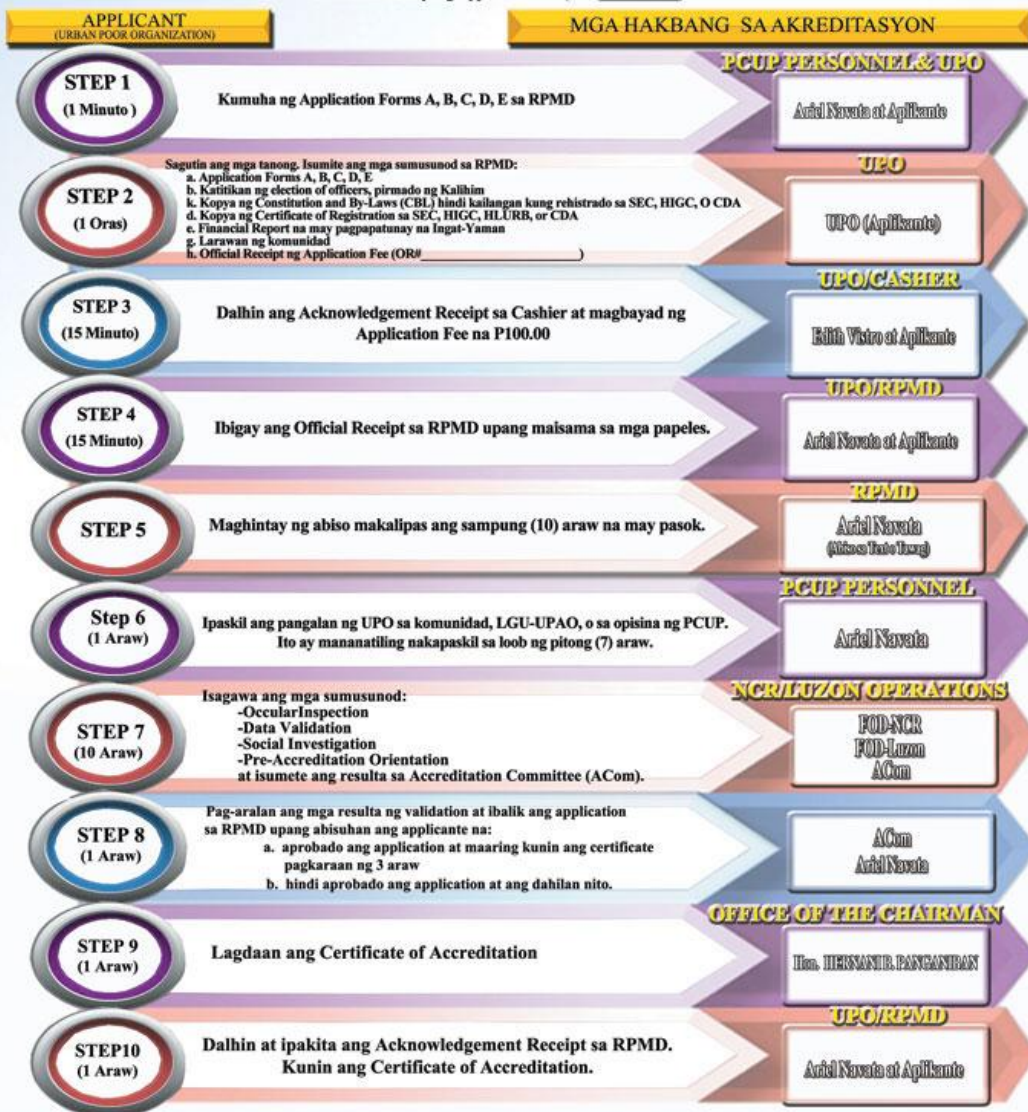 APPLICANT
(URBAN POOR ORGANIZATION)
MGA HAKBANG SA AKREDITASYON
STEP 1
(1 Minuto )
Kumuha ng Application Forms A, B, C, D, E sa RPMD
PCUP PERSONNEL & UPO
Ariel Navata at Aplikante
STEP 2
(1 Oras)
Sagutin ang mga tanong. Isumite ang mga sumusunod sa RPMD:
a. Application Forms A, B, C, D, E
b. Katitikan ng election of officers, pirmado ng Kalihim
k. Kopya ng Constitution and By-Laws (CBL) hindi kailangan kung rehistrado sa SEC, HIGC, O CDA
d. Kopya ng Certificate of Registration sa SEC, HIGC, HLURB, or CDA
e. Financial Report na may pagpapatunay na Ingat-Yaman
g. Larawan ng komunidad
h. Official Receipt ng Application Fee (OR#____________________)
UPO
UPO (Aplikante)
STEP 3
(15 Minuto)
Dalhin ang Acknowledgement Receipt sa Cashier at magbayad ng
Application Fee na P100.00
UPO/CASHER
Edith Vistro at Aplikante
STEP 4
(15 Minuto)
Ibigay ang Official Receipt sa RPMD upang maisama sa mga papeles.
UPO/RPMD
Ariel Navata at Aplikante
STEP 5
Maghintay ng abiso makalipas ang sampung (10) araw na may pasok.
RPMD
Ariel Navata
(Abiso sa Text o Tawag)
Step 6
(1 Araw)
Ipaskil ang pangalan ng UPO sa komunidad, LGU-UPAO, o sa opisina ng PCUP.
Ito ay mananatiling nakapaskil sa loob ng pitong (7) araw.
PCUP PERSONNEL
Ariel Navata
STEP 7
(10 Araw)
Isagawa ang mga sumusunod:
-OccularInspection
-Data Validation
-Social Investigation
-Pre-Accreditation Orientation
at isumete ang resulta sa Accreditation Committee (ACom).
NCR/LUZON OPERATIONS
FOD-NCR
FOD-Luzon
ACom
STEP 8
(1 Araw)
Pag-aralan ang mga resulta ng validation at ibalik ang application
sa RPMD upang abisuhan ang applicante na:
a. aprobado ang application at maaring kunin ang certificate
pagkaraan ng 3 araw
b. hindi aprobado ang application at ang dahilan nito.
ACom
Ariel Navata
STEP 9
(1 Araw)
Lagdaan ang Certificate of Accreditation
OFFICE OF THE CHAIRMAN
Hon. HERNANI B. PANGANIBAN
STEP10
(1 Araw)
Dalhin at ipakita ang Acknowledgement Receipt sa RPMD.
Kunin ang Certificate of Accreditation.
UPO/RPMD
Ariel Navata at Aplikante